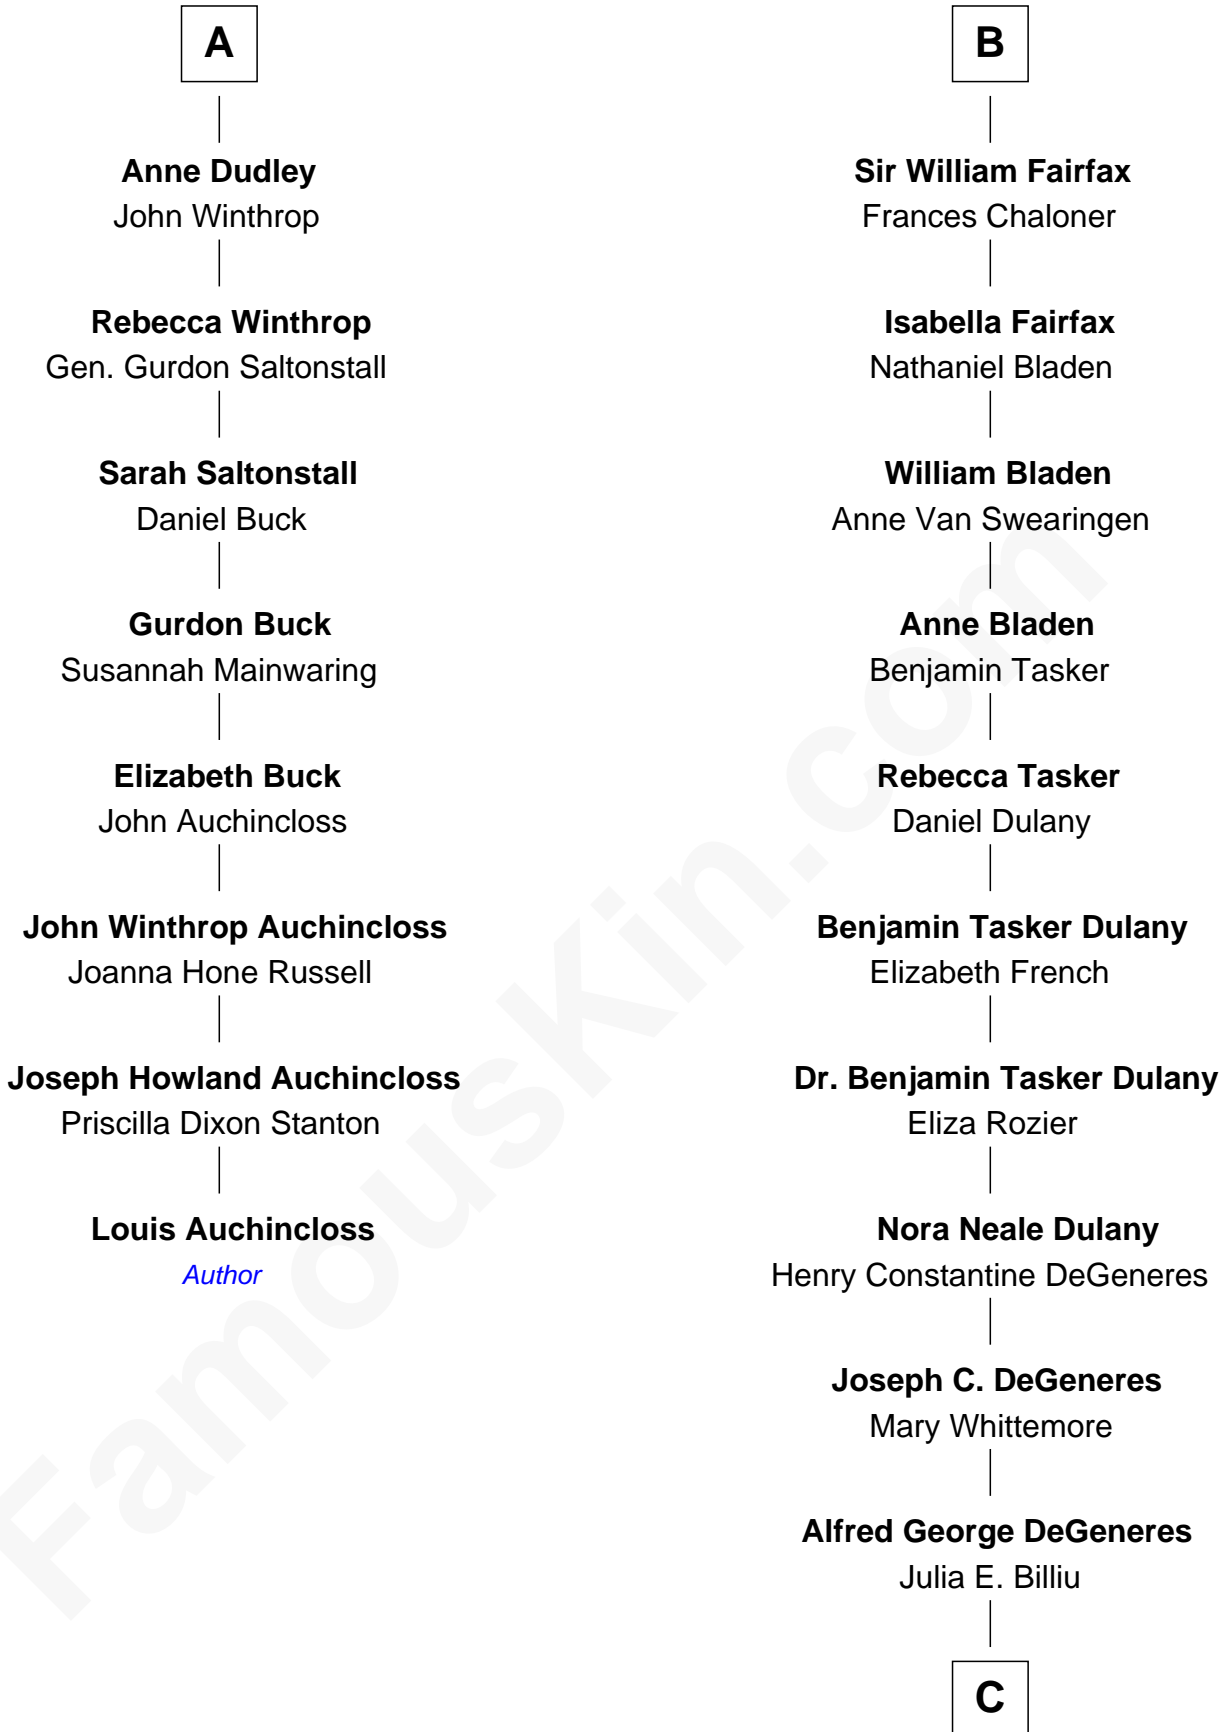 A
Anne Dudley
John Winthrop
Rebecca Winthrop
Gen. Gurdon Saltonstall
Sarah Saltonstall
Daniel Buck
Gurdon Buck
Susannah Mainwaring
Elizabeth Buck
John Auchincloss
John Winthrop Auchincloss
Joanna Hone Russell
Joseph Howland Auchincloss
Priscilla Dixon Stanton
Louis Auchincloss
Author
B
Sir William Fairfax
Frances Chaloner
Isabella Fairfax
Nathaniel Bladen
William Bladen
Anne Van Swearingen
Anne Bladen
Benjamin Tasker
Rebecca Tasker
Daniel Dulany
Benjamin Tasker Dulany
Elizabeth French
Dr. Benjamin Tasker Dulany
Eliza Rozier
Nora Neale Dulany
Henry Constantine DeGeneres
Joseph C. DeGeneres
Mary Whittemore
Alfred George DeGeneres
Julia E. Billiu
C
FamousKin.com